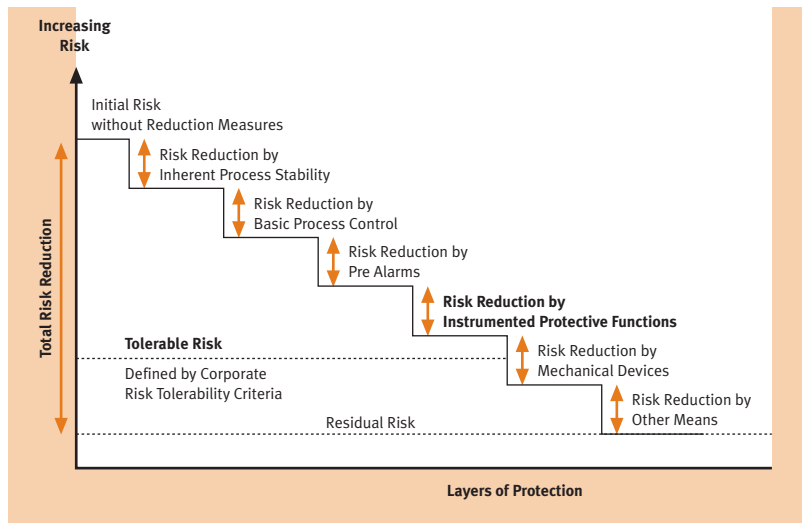 Increasing
Risk
Initial Risk
without Reduction Measures
Risk Reduction by
Inherent Process Stability
Risk Reduction by
Basic Process Control
Risk Reduction by
Pre Alarms
Risk Reduction by
Instrumented Protective Functions
Total Risk Reduction
Tolerable Risk
Defined by Corporate
Risk Tolerability Criteria
Risk Reduction by
Mechanical Devices
Risk Reduction by
Other Means
Residual Risk
Layers of Protection